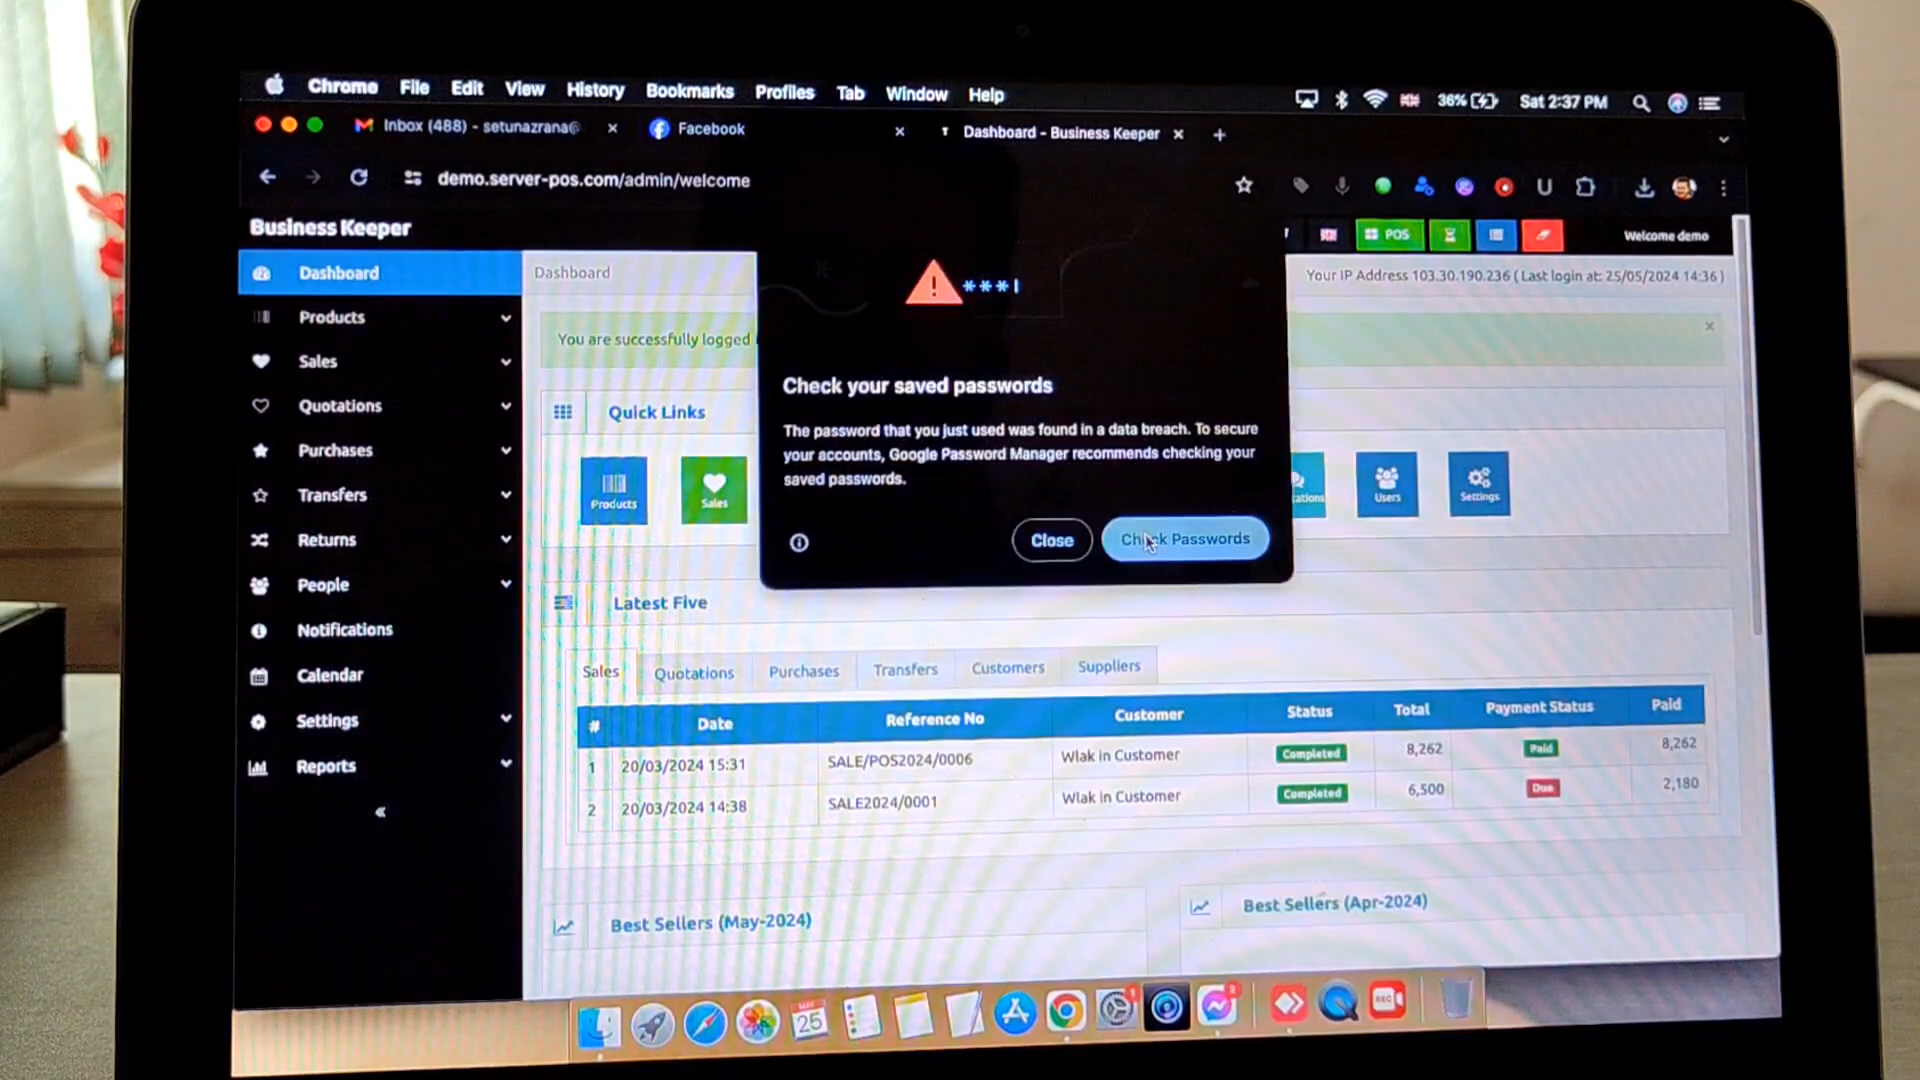 Chrome File Edit View History Bookmarks Profiles Tab Window Help 36% Sat 2:37 PM
Inbox (488) - setunazrana@ Facebook Dashboard - Business Keeper
demo.server-pos.com/admin/welcome
Business Keeper POS Welcome demo
Dashboard
Products
Sales
Quotations
Purchases
Transfers
Returns
People
Notifications
Calendar
Settings
Reports
Dashboard Your IP Address 103.30.190.236 ( Last login at: 25/05/2024 14:36 )
You are successfully logged
Quick Links
Products Sales Users Settings
***
Check your saved passwords
The password that you just used was found in a data breach. To secure
your accounts, Google Password Manager recommends checking your
saved passwords.
Close Check Passwords
Latest Five
Sales Quotations Purchases Transfers Customers Suppliers
# Date Reference No Customer Status Total Payment Status Paid
1 20/03/2024 15:31 SALE/POS2024/0006 Wlak in Customer Completed 8,262 Paid 8,262
2 20/03/2024 14:38 SALE2024/0001 Wlak in Customer Completed 6,500 Due 2,180
Best Sellers (May-2024) Best Sellers (Apr-2024)
25
REC